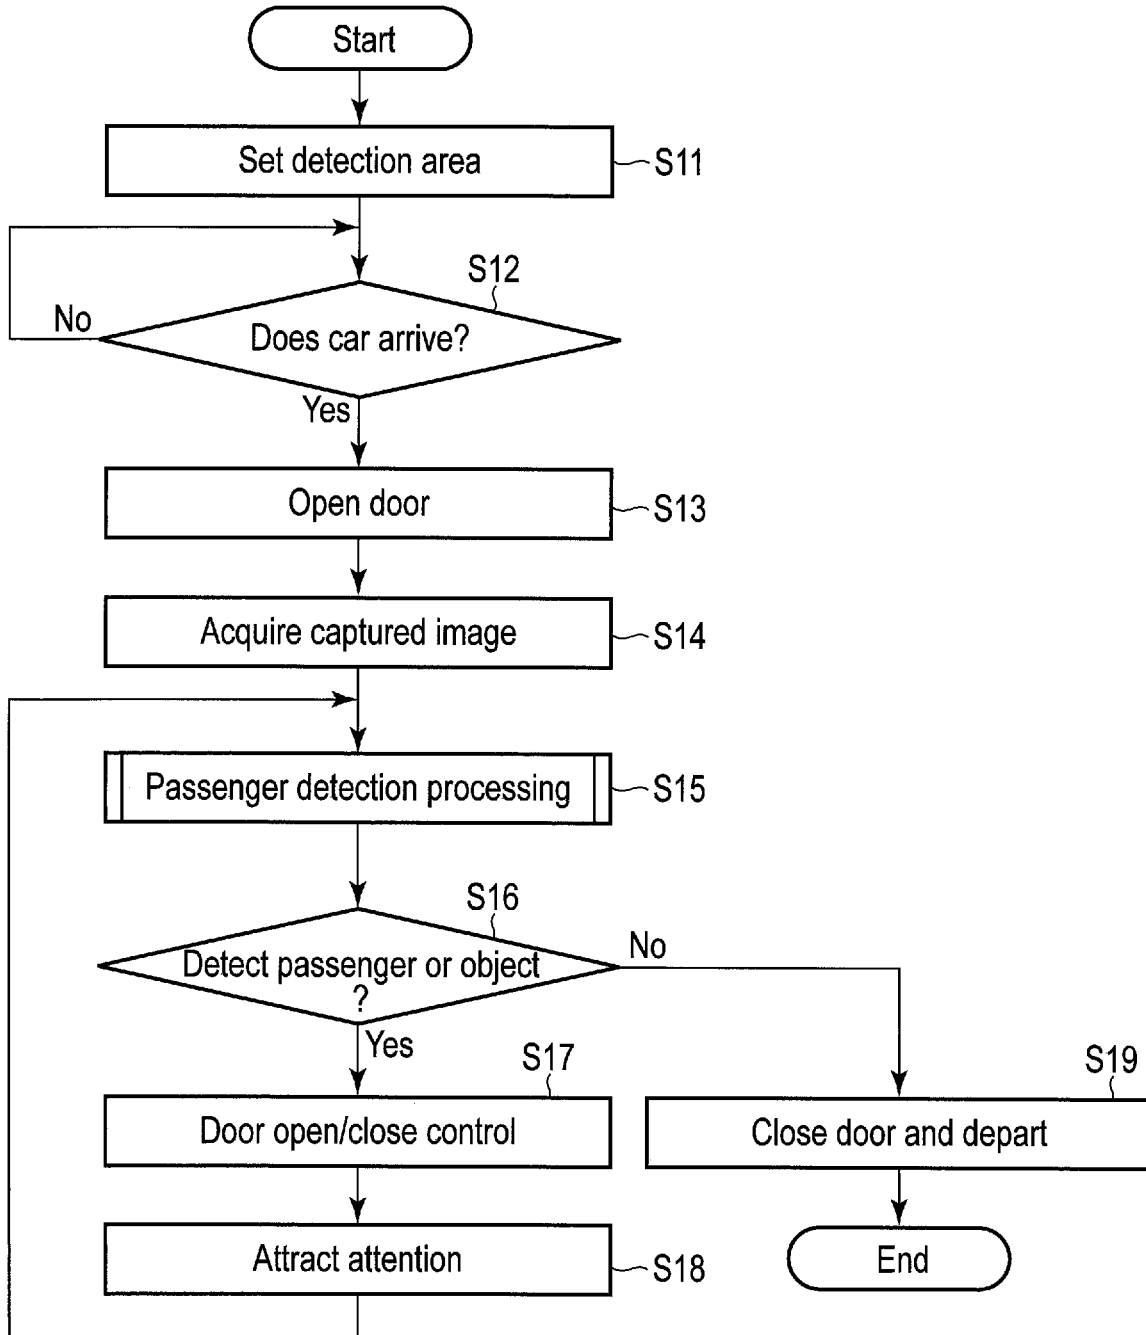 Start
Set detection area
S11
S12
No
Does car arrive?
Yes
Open door
S13
Acquire captured image
S14
Passenger detection processing
S15
S16
No
Detect passenger or object
?
Yes
S17
S19
Door open/close control
Close door and depart
Attract attention
S18
End